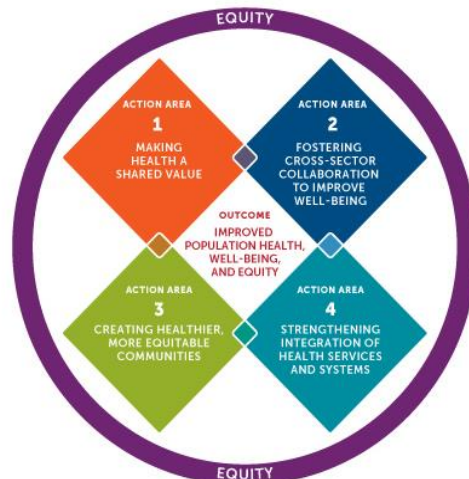 EQUITY
ACTION AREA
1
MAKING
HEALTH A
SHARED VALUE
ACTION AREA
2
FOSTERING
CROSS-SECTOR
COLLABORATION
TO IMPROVE
WELL-BEING
OUTCOME
IMPROVED
POPULATION HEALTH,
WELL-BEING,
AND EQUITY
ACTION AREA
3
CREATING HEALTHIER,
MORE EQUITABLE
COMMUNITIES
ACTION AREA
4
STRENGTHENING
INTEGRATION OF
HEALTH SERVICES
AND SYSTEMS
EQUITY